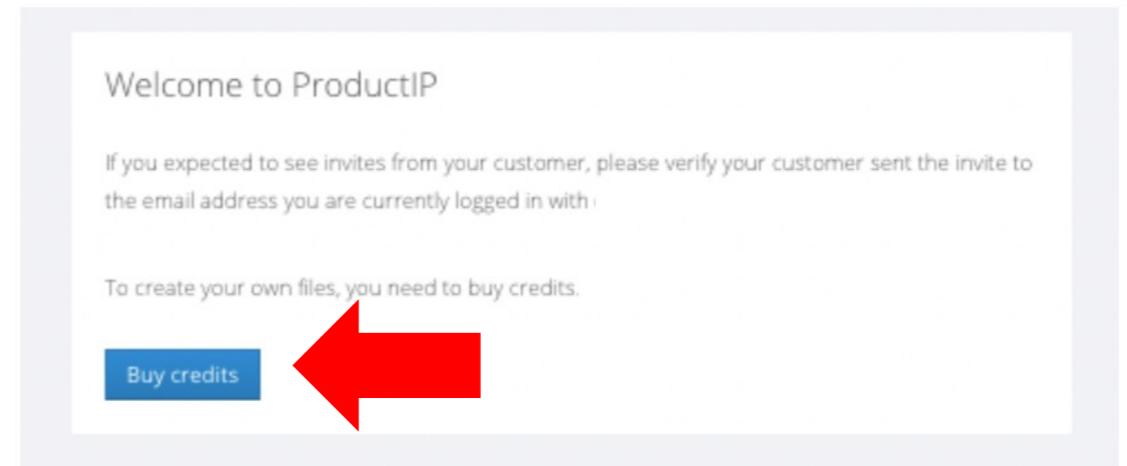 Welcome to ProductIP
If you expected to see invites from your customer, please verify your customer sent the invite to
the email address you are currently logged in with
To create your own files, you need to buy credits.
Buy credits